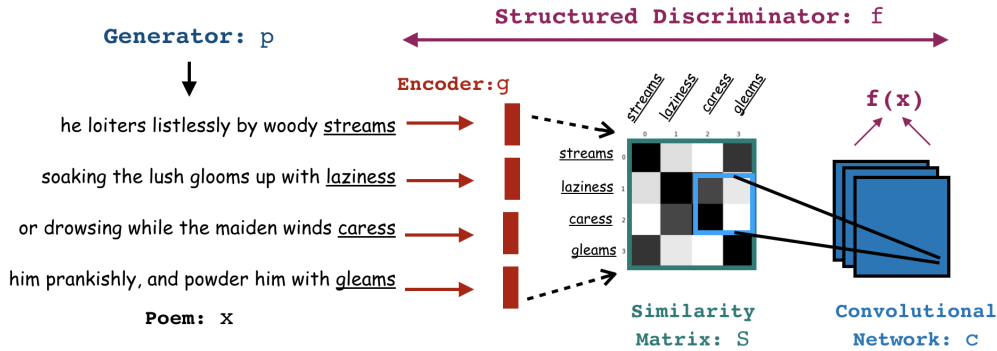 Structured Discriminator: f
Generator: p
Encoder:g
he loiters listlessly by woody streams
soaking the lush glooms up with laziness
or drowsing while the maiden winds caress
him prankishly, and powder him with gleams
Poem: x
streams laziness caress gleams
0 1 2 3
streams 0
laziness 1
caress 2
gleams 3
Similarity
Matrix: S
f(x)
Convolutional
Network: c